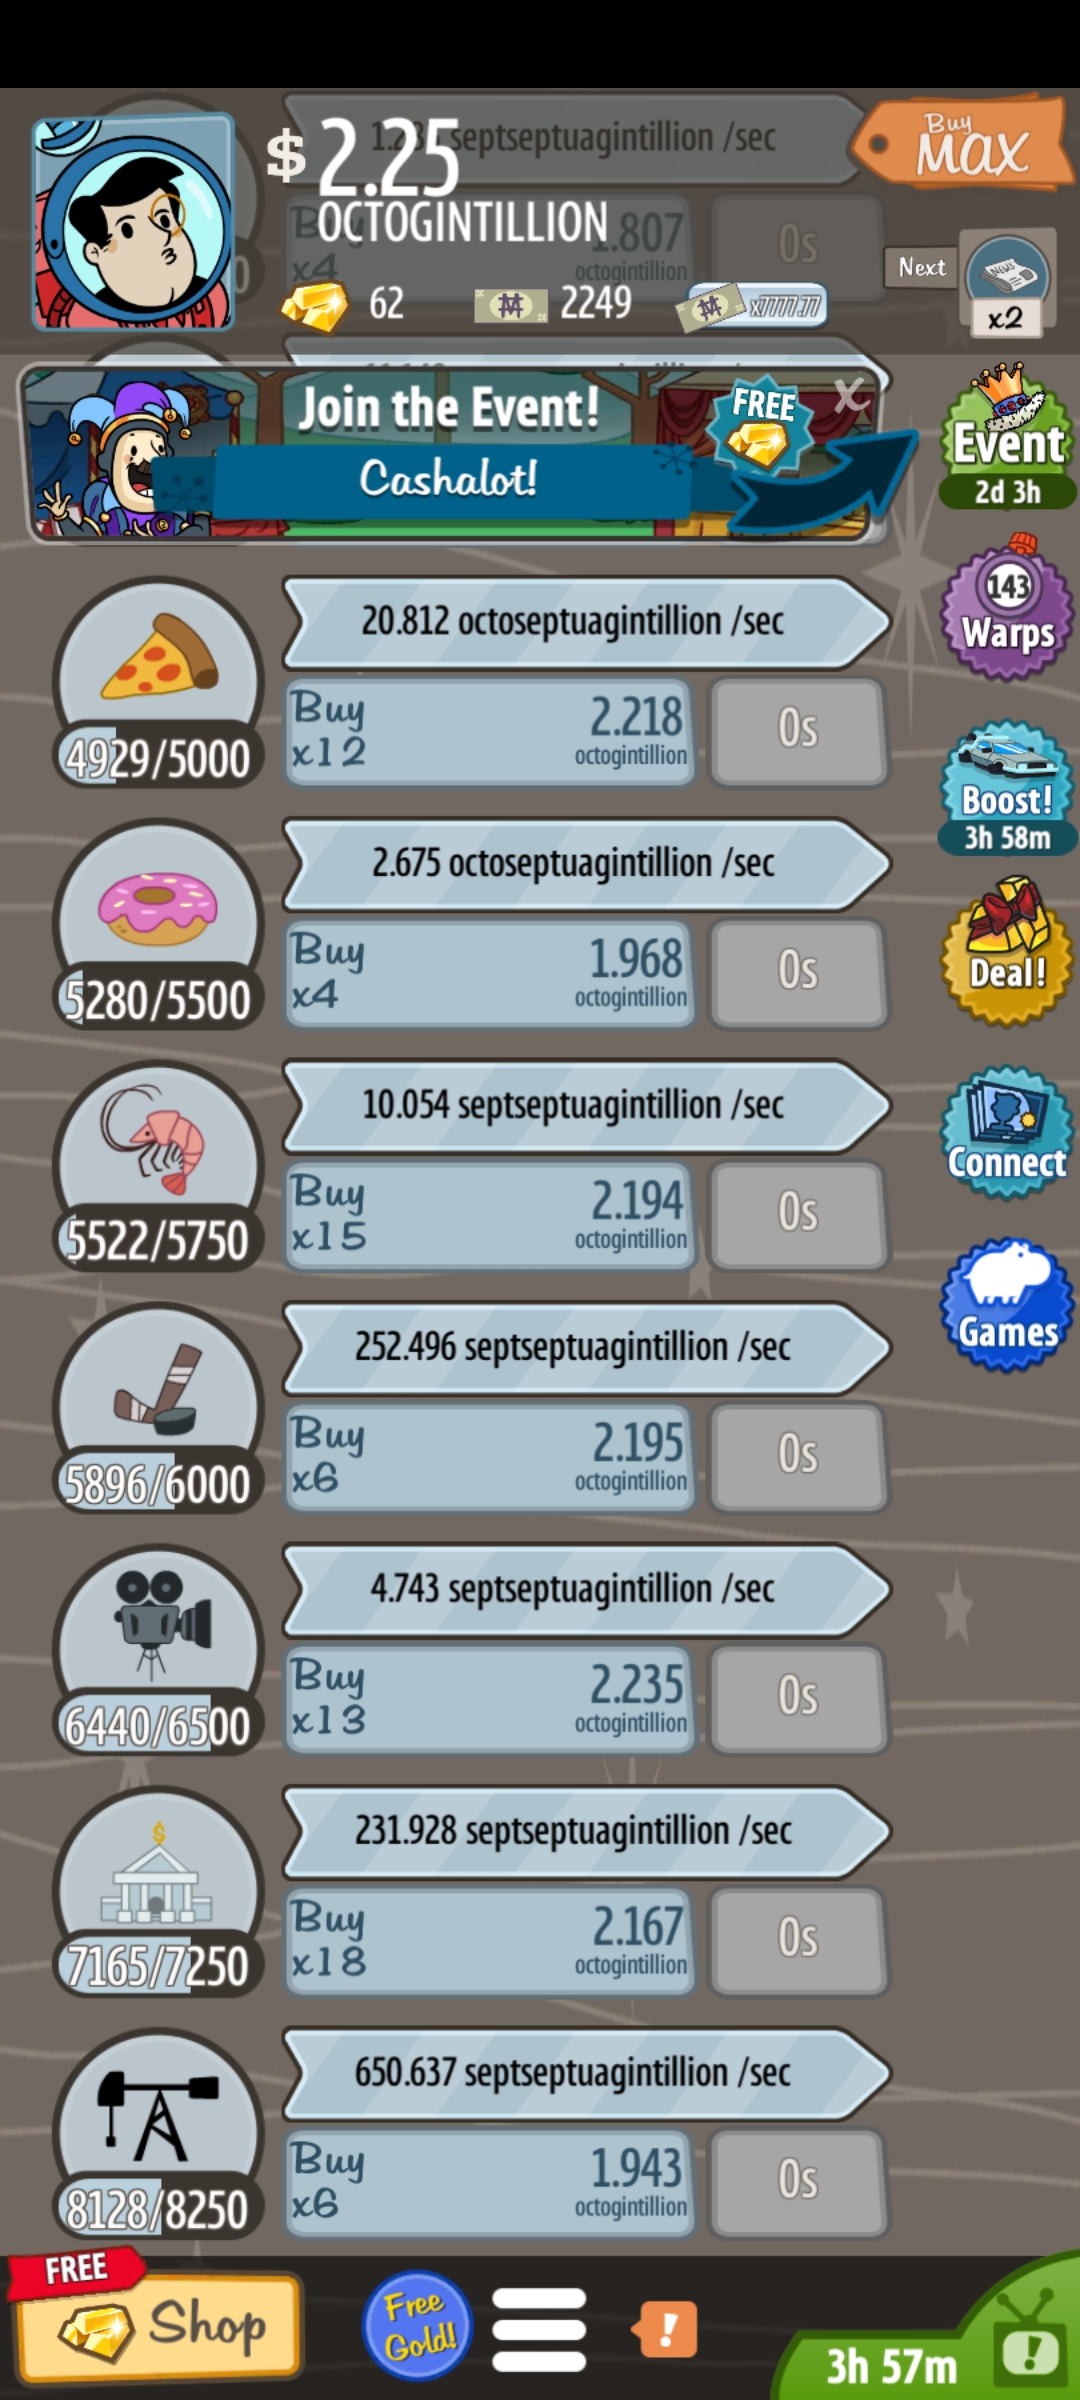 septseptuagintillion /sec
$ 2.25
OCTOGINTILLION
Buy
MAX
Buy
x4
1.807
octogintillion
0s
62
2249
x7777.77
Next
NEWS
x2
Join the Event!
Cashalot!
FREE
X
Event
2d 3h
20.812 octoseptuagintillion /sec
Buy
x12
2.218
octogintillion
0s
4929/5000
143
Warps
2.675 octoseptuagintillion /sec
Buy
x4
1.968
octogintillion
0s
5280/5500
Boost!
3h 58m
Deal!
10.054 septseptuagintillion /sec
Buy
x15
2.194
octogintillion
0s
5522/5750
Connect
Games
252.496 septseptuagintillion /sec
Buy
x6
2.195
octogintillion
0s
5896/6000
4.743 septseptuagintillion /sec
Buy
x13
2.235
octogintillion
0s
6440/6500
$
231.928 septseptuagintillion /sec
Buy
x18
2.167
octogintillion
0s
7165/7250
650.637 septseptuagintillion /sec
Buy
x6
1.943
octogintillion
0s
8128/8250
FREE
Shop
Free
Gold!
!
3h 57m
!